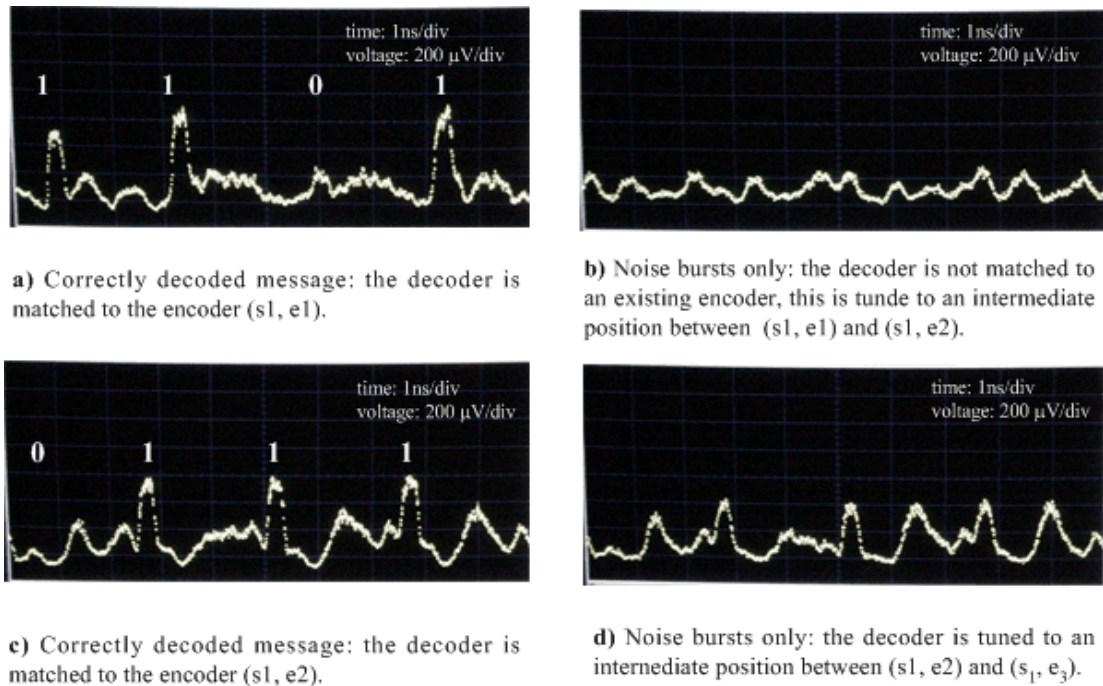 time: 1ns/div
voltage: 200 μV/div
1 1 0 1
time: 1ns/div
voltage: 200 μV/div
a) Correctly decoded message: the decoder is
matched to the encoder (s1, e1).
b) Noise bursts only: the decoder is not matched to
an existing encoder, this is tunde to an intermediate
position between (s1, e1) and (s1, e2).
time: 1ns/div
voltage: 200 μV/div
0 1 1 1
time: 1ns/div
voltage: 200 μV/div
c) Correctly decoded message: the decoder is
matched to the encoder (s1, e2).
d) Noise bursts only: the decoder is tuned to an
internediate position between (s1, e2) and (s₁, e₃).